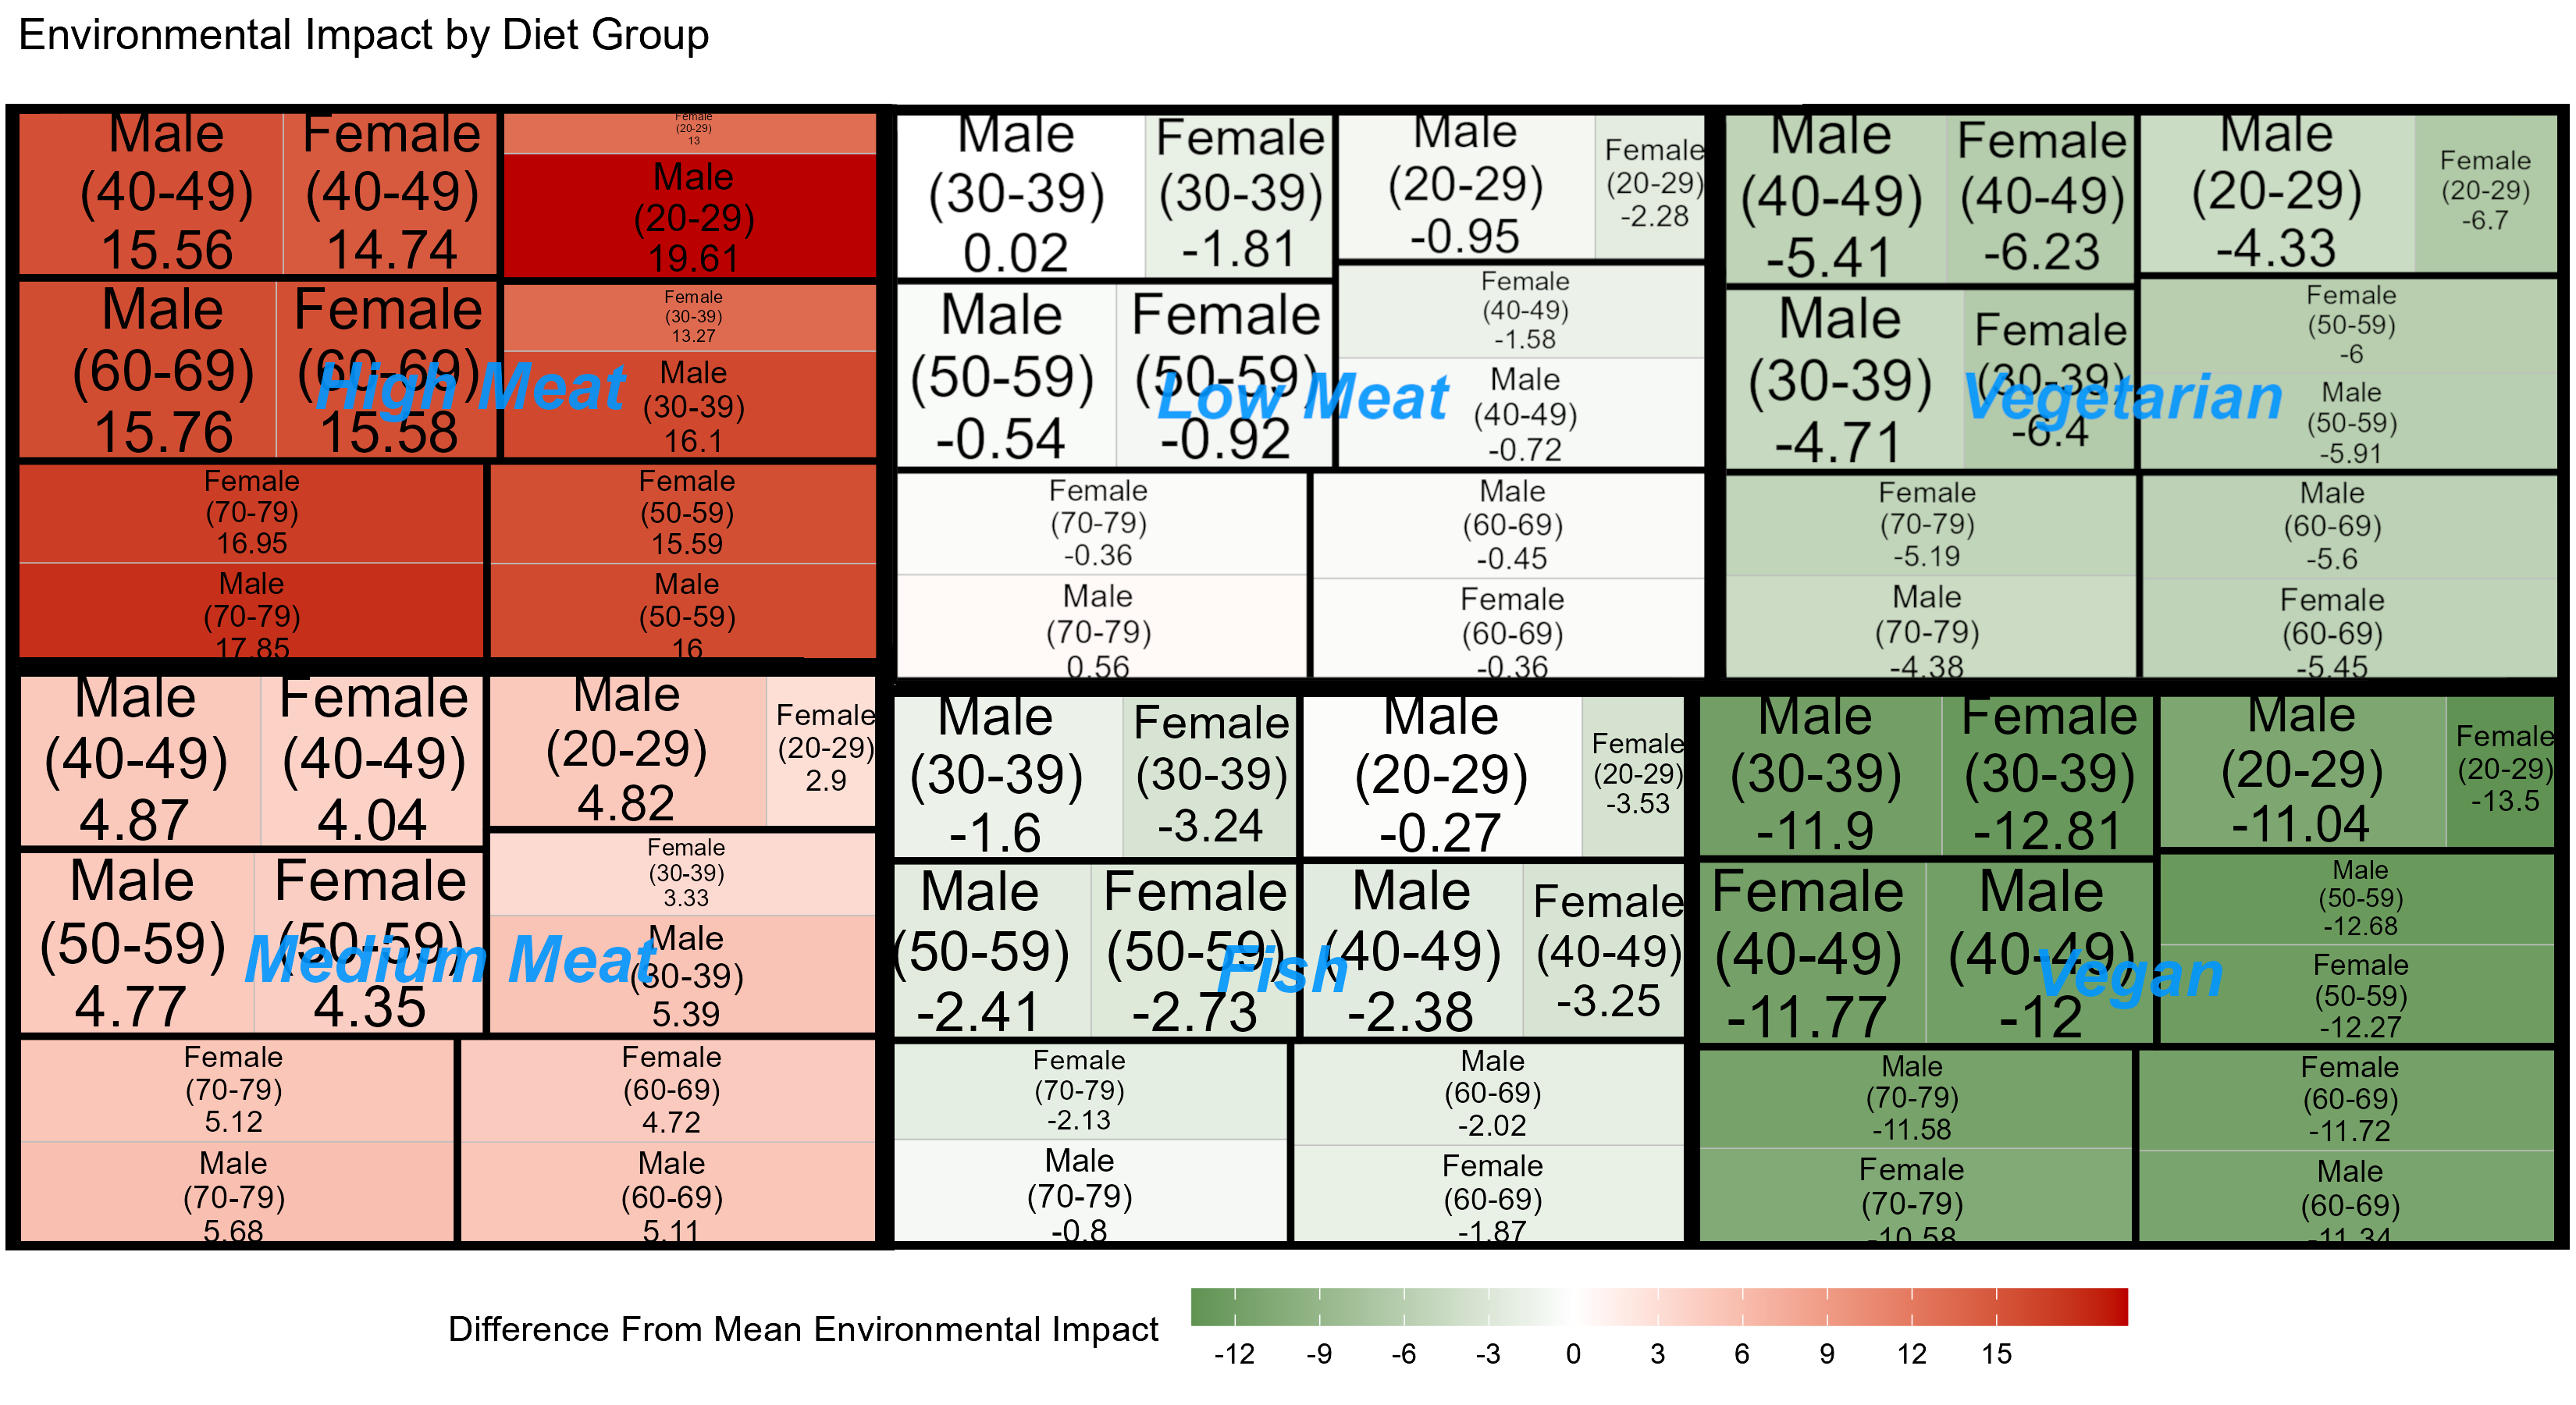 Environmental Impact by Diet Group
Male
(40-49)
15.56
Female
(40-49)
14.74
Female
(20-29)
13
Male
(20-29)
19.61
Male
(60-69)
15.76
Female
(60-69)
15.58
Female
(30-39)
13.27
Male
(30-39)
16.1
High Meat
Female
(70-79)
16.95
Male
(70-79)
17.85
Female
(50-59)
15.59
Male
(50-59)
16
Male
(30-39)
0.02
Female
(30-39)
-1.81
Male
(20-29)
-0.95
Female
(20-29)
-2.28
Male
(50-59)
-0.54
Female
(50-59)
-0.92
Female
(40-49)
-1.58
Male
(40-49)
-0.72
Low Meat
Female
(70-79)
-0.36
Male
(70-79)
0.56
Male
(60-69)
-0.45
Female
(60-69)
-0.36
Male
(40-49)
-5.41
Female
(40-49)
-6.23
Male
(20-29)
-4.33
Female
(20-29)
-6.7
Male
(30-39)
-4.71
Female
(30-39)
-6.4
Female
(50-59)
-6
Male
(50-59)
-5.91
Vegetarian
Female
(70-79)
-5.19
Male
(70-79)
-4.38
Male
(60-69)
-5.6
Female
(60-69)
-5.45
Male
(40-49)
4.87
Female
(40-49)
4.04
Male
(20-29)
4.82
Female
(20-29)
2.9
Male
(50-59)
4.77
Female
(50-59)
4.35
Female
(30-39)
3.33
Male
(30-39)
5.39
Medium Meat
Female
(70-79)
5.12
Male
(70-79)
5.68
Female
(60-69)
4.72
Male
(60-69)
5.11
Male
(30-39)
-1.6
Female
(30-39)
-3.24
Male
(20-29)
-0.27
Female
(20-29)
-3.53
Male
(50-59)
-2.41
Female
(50-59)
-2.73
Male
(40-49)
-2.38
Female
(40-49)
-3.25
Fish
Female
(70-79)
-2.13
Male
(70-79)
-0.8
Male
(60-69)
-2.02
Female
(60-69)
-1.87
Male
(30-39)
-11.9
Female
(30-39)
-12.81
Male
(20-29)
-11.04
Female
(20-29)
-13.5
Female
(40-49)
-11.77
Male
(40-49)
-12
Male
(50-59)
-12.68
Female
(50-59)
-12.27
Vegan
Male
(70-79)
-11.58
Female
(70-79)
-10.58
Female
(60-69)
-11.72
Male
(60-69)
-11.34
Difference From Mean Environmental Impact
-12 -9 -6 -3 0 3 6 9 12 15